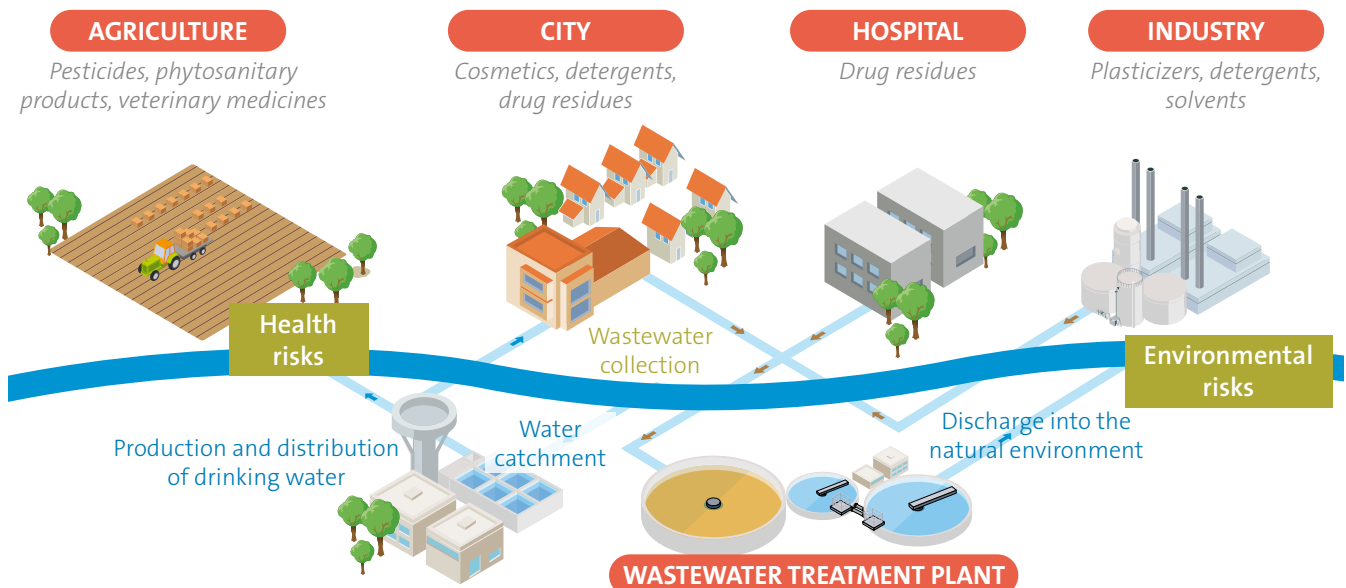 AGRICULTURE
Pesticides, phytosanitary
products, veterinary medicines
CITY
Cosmetics, detergents,
drug residues
HOSPITAL
Drug residues
INDUSTRY
Plasticizers, detergents,
solvents
Health
risks
Wastewater
collection
Environmental
risks
Production and distribution
of drinking water
Water
catchment
Discharge into the
natural environment
WASTEWATER TREATMENT PLANT